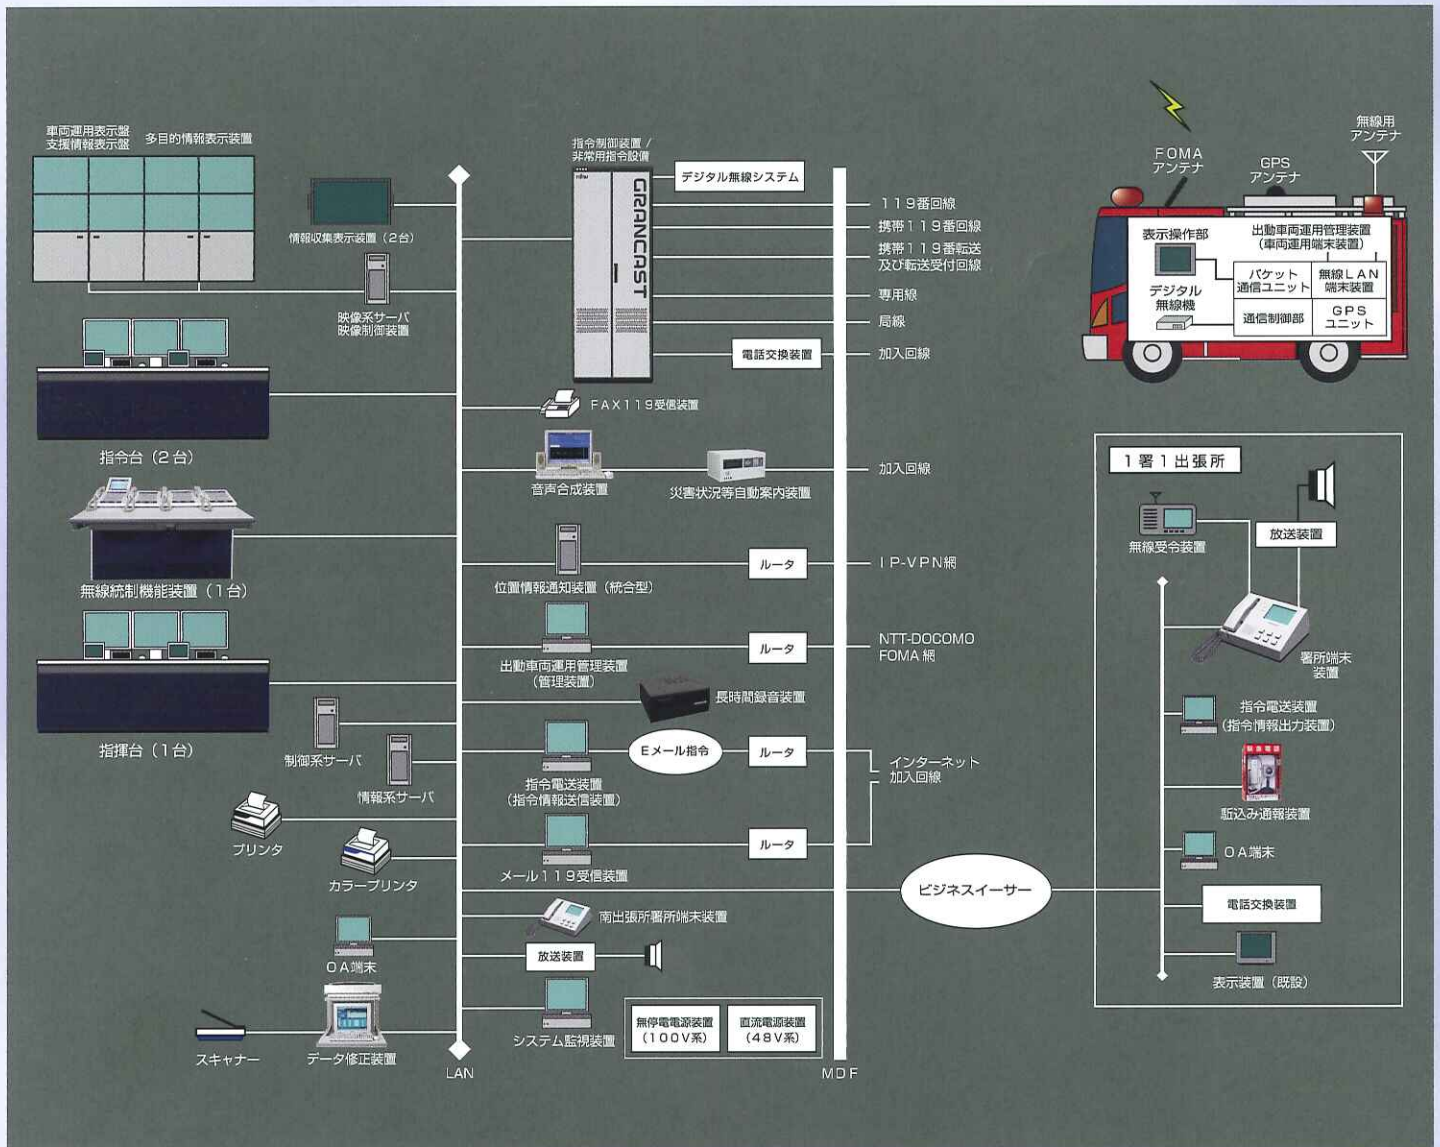 車両運用表示盤
支援情報表示盤
多目的情報表示装置
情報収集表示装置（2台）
映像系サーバ
映像制御装置
指令台（2台）
無線統制機能装置（1台）
指揮台（1台）
制御系サーバ
情報系サーバ
プリンタ
カラープリンタ
OA端末
スキャナー
データ修正装置
LAN
指令制御装置／
非常用指令設備
GRANCAST
デジタル無線システム
電話交換装置
FAX119受信装置
音声合成装置
災害状況等自動案内装置
位置情報通知装置（統合型）
ルータ
出動車両運用管理装置
（管理装置）
ルータ
長時間録音装置
指令電送装置
（指令情報送信装置）
Eメール指令
ルータ
メール119受信装置
ルータ
南出張所署所端末装置
放送装置
システム監視装置
無停電電源装置
（100V系）
直流電源装置
（48V系）
MDF
119番回線
携帯119番回線
携帯119番転送
及び転送受付回線
専用線
局線
加入回線
加入回線
IP-VPN網
NTT-DOCOMO
FOMA網
インターネット
加入回線
ビジネスイーサー
FOMA
アンテナ
GPS
アンテナ
無線用
アンテナ
表示操作部
デジタル
無線機
出動車両運用管理装置
（車両運用端末装置）
パケット
通信ユニット
無線LAN
端末装置
通信制御部
GPS
ユニット
1署1出張所
無線受令装置
放送装置
署所端末
装置
指令電送装置
（指令情報出力装置）
緊急電話
駈込み通報装置
OA端末
電話交換装置
表示装置（既設）